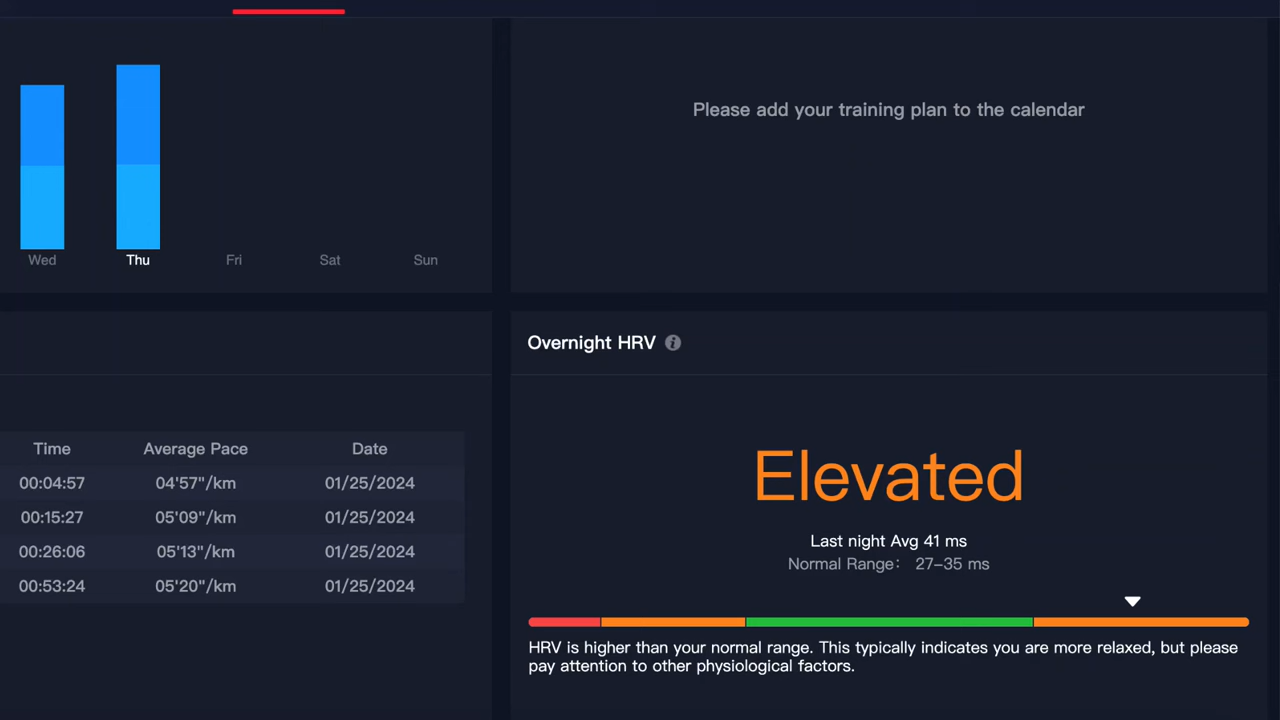 Please add your training plan to the calendar
Wed Thu Fri Sat Sun
Overnight HRV
Time Average Pace Date
00:04:57 04'57"/km 01/25/2024
00:15:27 05'09"/km 01/25/2024
00:26:06 05'13"/km 01/25/2024
00:53:24 05'20"/km 01/25/2024
Elevated
Last night Avg 41 ms
Normal Range: 27–35 ms
HRV is higher than your normal range. This typically indicates you are more relaxed, but please
pay attention to other physiological factors.